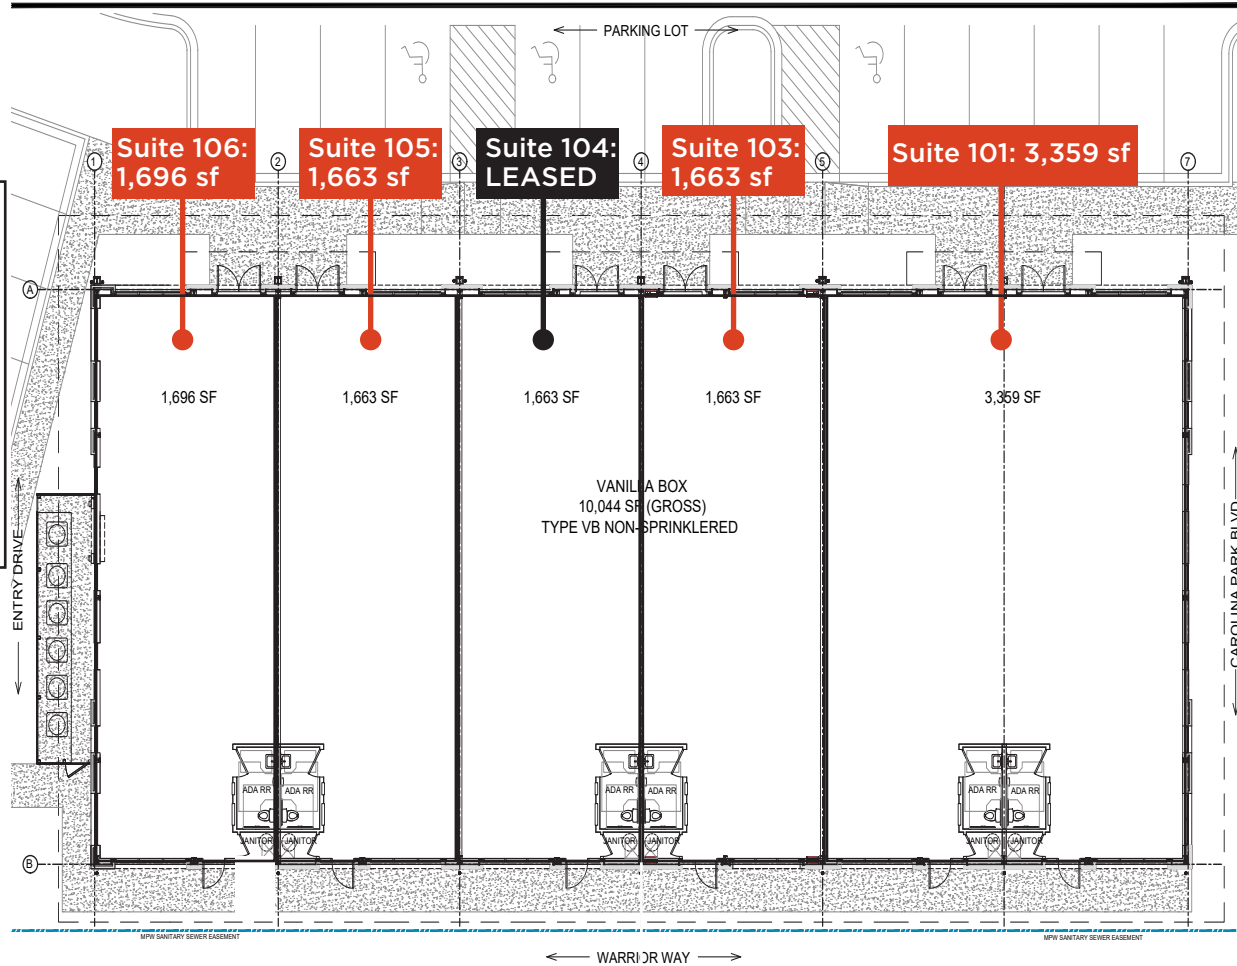 PARKING LOT
Suite 106:
1,696 sf
Suite 105:
1,663 sf
Suite 104:
LEASED
Suite 103:
1,663 sf
Suite 101: 3,359 sf
1
2
3
4
5
7
A
1,696 SF
1,663 SF
1,663 SF
1,663 SF
3,359 SF
VANILLA BOX
10,044 SF (GROSS)
TYPE VB NON-SPRINKLERED
ENTRY DRIVE
CAROLINA PARK BLVD
ADA RR
ADA RR
ADA RR
ADA RR
ADA RR
ADA RR
JANITOR
JANITOR
JANITOR
JANITOR
JANITOR
JANITOR
B
MPW SANITARY SEWER EASEMENT
MPW SANITARY SEWER EASEMENT
WARRIOR WAY